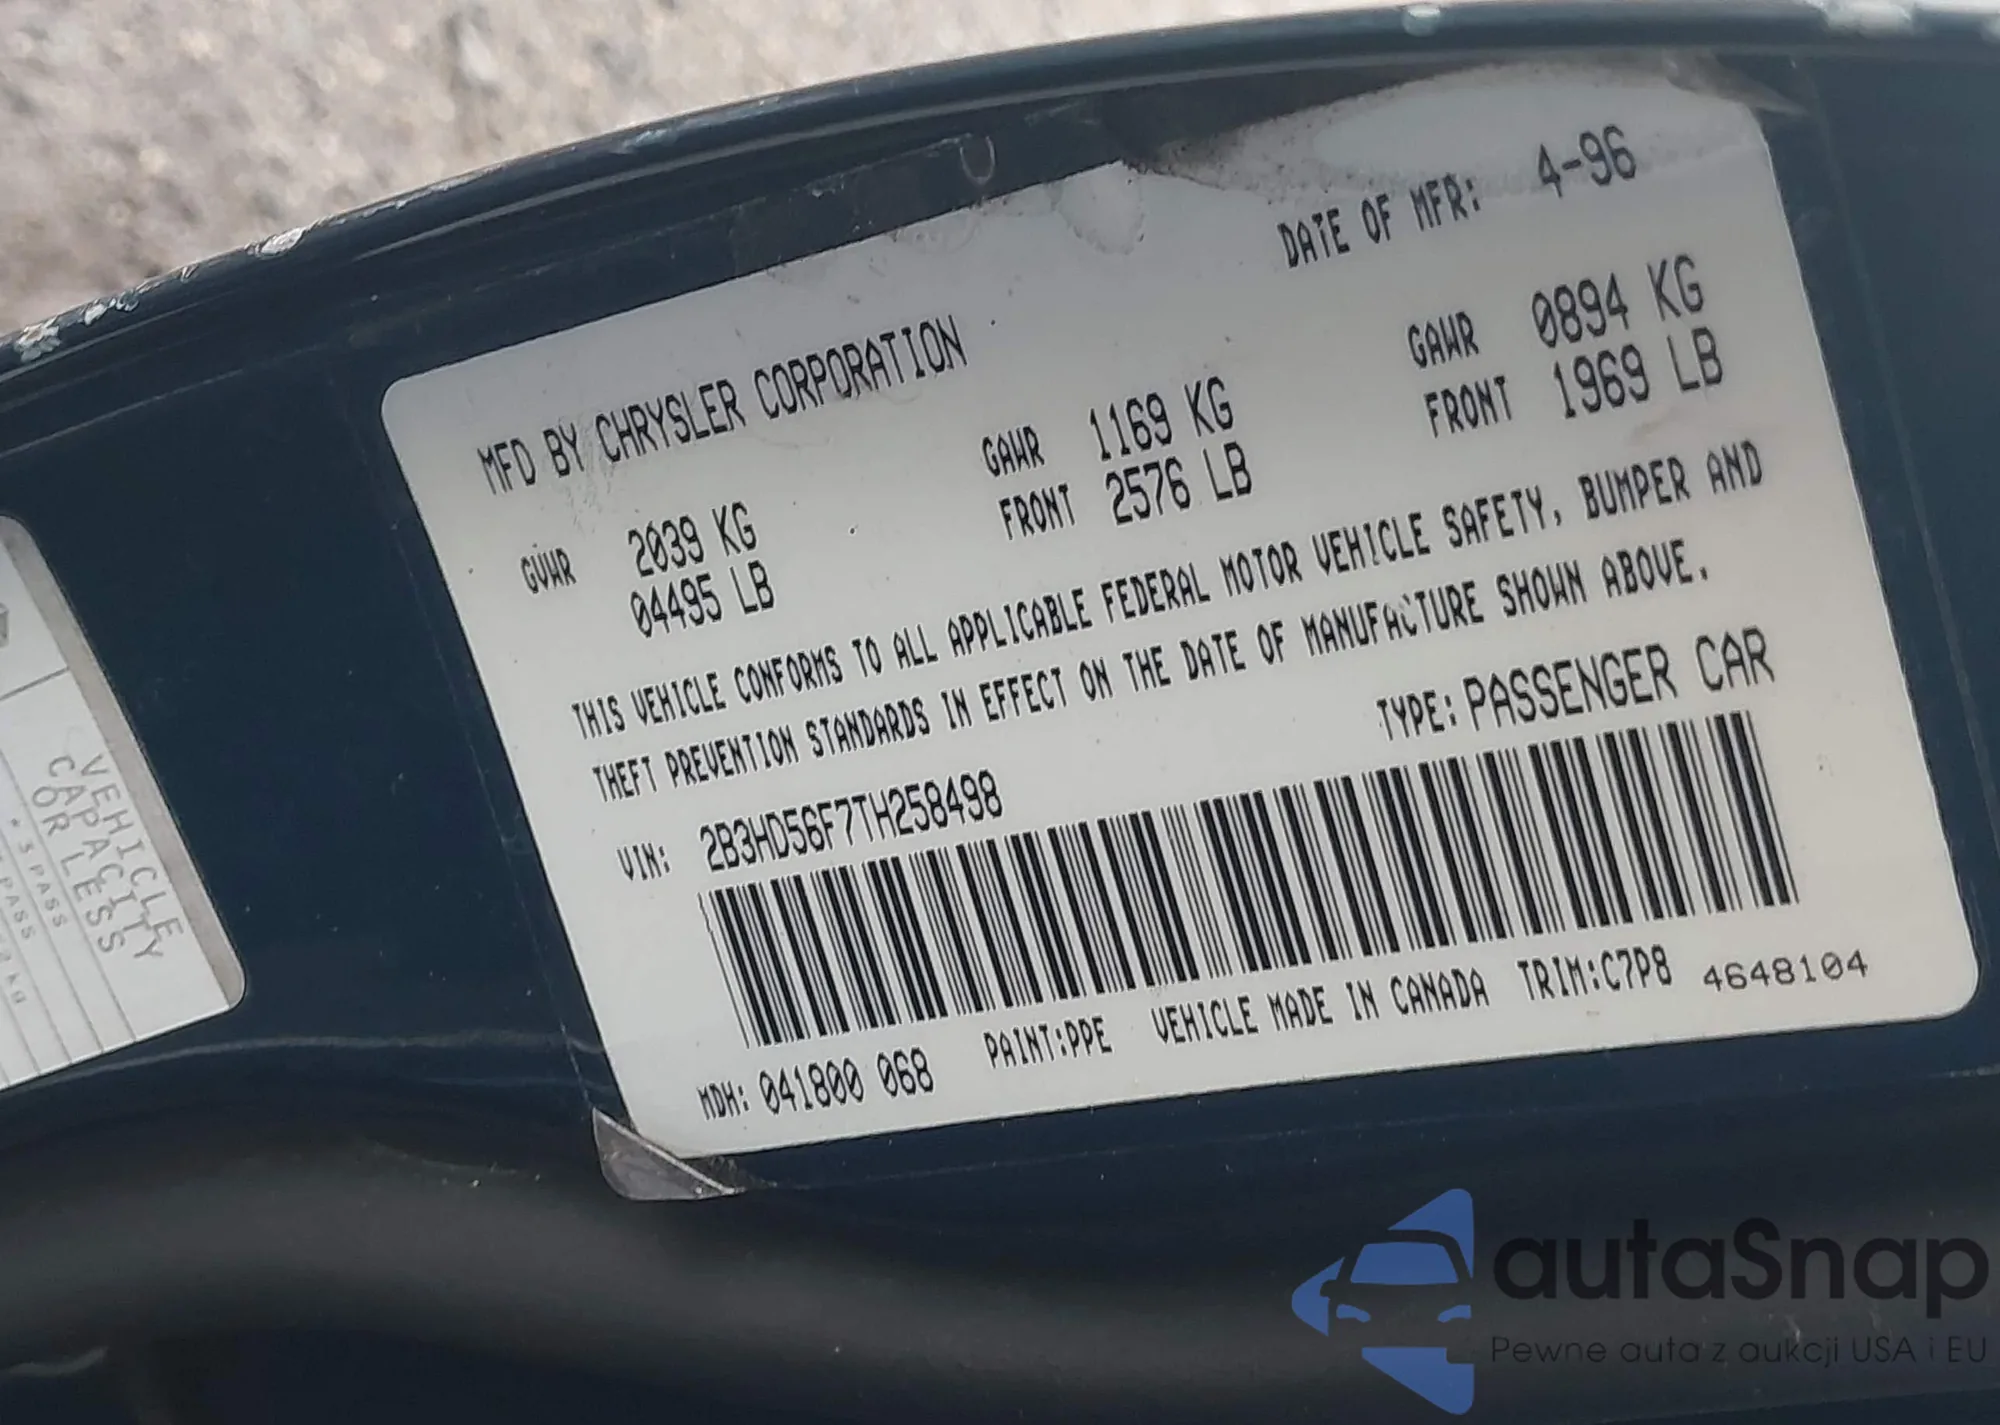 DATE OF MFR: 4-96
MFD BY CHRYSLER CORPORATION
GVWR 2039 KG GAWR 1169 KG GAWR 0894 KG
04495 LB FRONT 2576 LB FRONT 1969 LB
THIS VEHICLE CONFORMS TO ALL APPLICABLE FEDERAL MOTOR VEHICLE SAFETY, BUMPER AND
THEFT PREVENTION STANDARDS IN EFFECT ON THE DATE OF MANUFACTURE SHOWN ABOVE.
VIN: 2B3HD56F7TH258498 TYPE: PASSENGER CAR
MDH: 041800 068 PAINT:PPE VEHICLE MADE IN CANADA TRIM:C7P8 4648104
VEHICLE
CAPACITY
OR LESS
* 5 PASS
PASS
autaSnap
Pewne auta z aukcji USA i EU